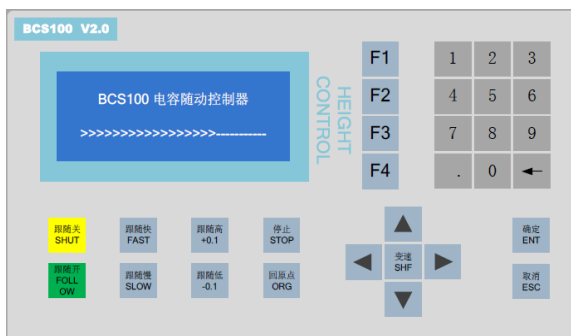 BCS100 V2.0
BCS100 电容随动控制器
>>>>>>>>>>>>>>>>>-----------
HEIGHT
CONTROL
F1
F2
F3
F4
1 2 3
4 5 6
7 8 9
. 0 ←
跟随关
SHUT
跟随快
FAST
跟随高
+0.1
停止
STOP
跟随开
FOLL
OW
跟随慢
SLOW
跟随低
-0.1
回原点
ORG
变速
SHF
确定
ENT
取消
ESC